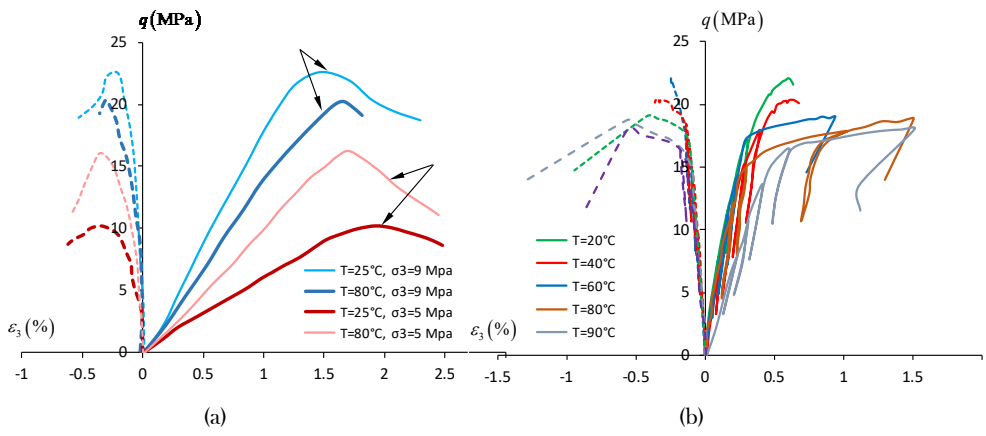 q(MPa)
25
20
15
10
5
0
ε₃(%)
-1
0
0.5
1
1.5
2
2.5
T=25°C, σ3=9 Mpa
T=80°C, σ3=9 Mpa
T=25°C, σ3=5 Mpa
T=80°C, σ3=5 Mpa
(a)
q(MPa)
25
20
15
10
5
0
ε₃(%)
-1.5
-1
-0.5
0
0.5
1
1.5
T=20°C
T=40°C
T=60°C
T=80°C
T=90°C
(b)